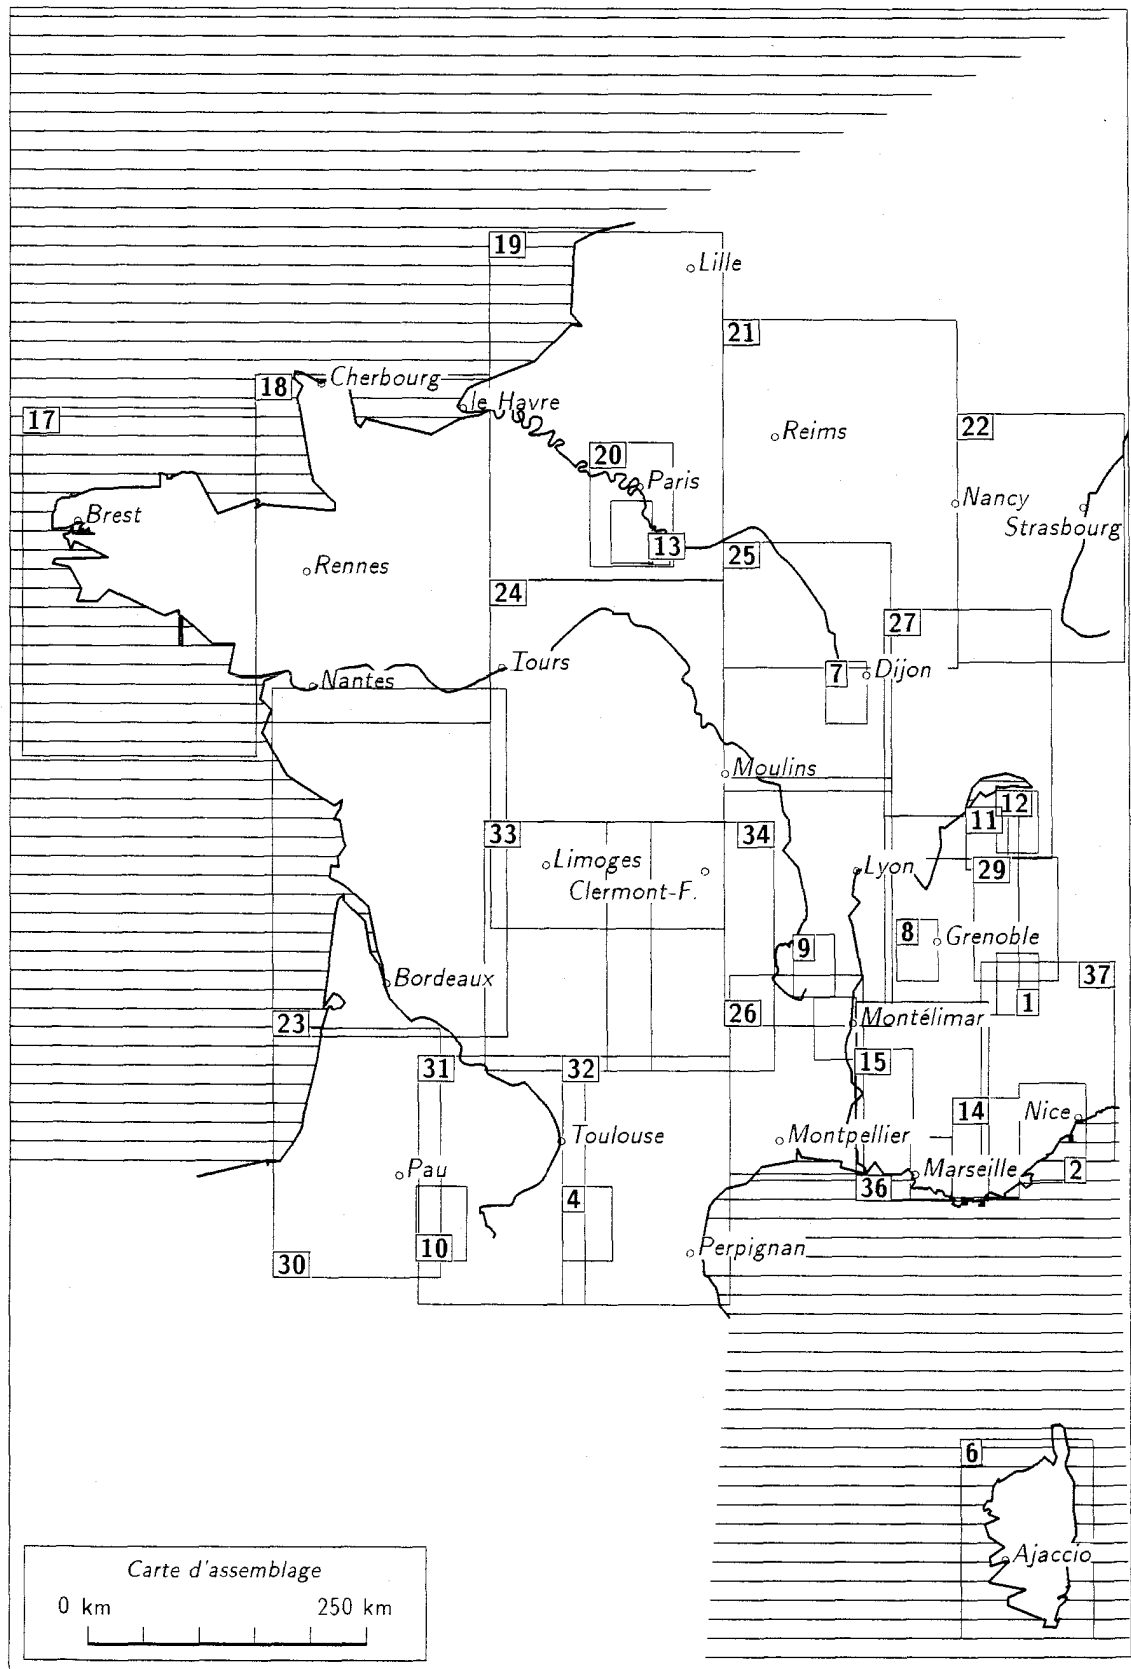 19
Lille
21
18
Cherbourg
le Havre
17
22
Reims
20
Paris
Nancy
Brest
Strasbourg
13
25
Rennes
24
27
Tours
7
Dijon
Nantes
Moulins
12
11
33
34
Limoges
Lyon
29
Clermont-F.
8
Grenoble
9
Bordeaux
37
1
26
Montélimar
23
15
31
32
14
Nice
Toulouse
Montpellier
Pau
Marseille
2
36
4
10
Perpignan
30
6
Ajaccio
Carte d'assemblage
0 km
250 km